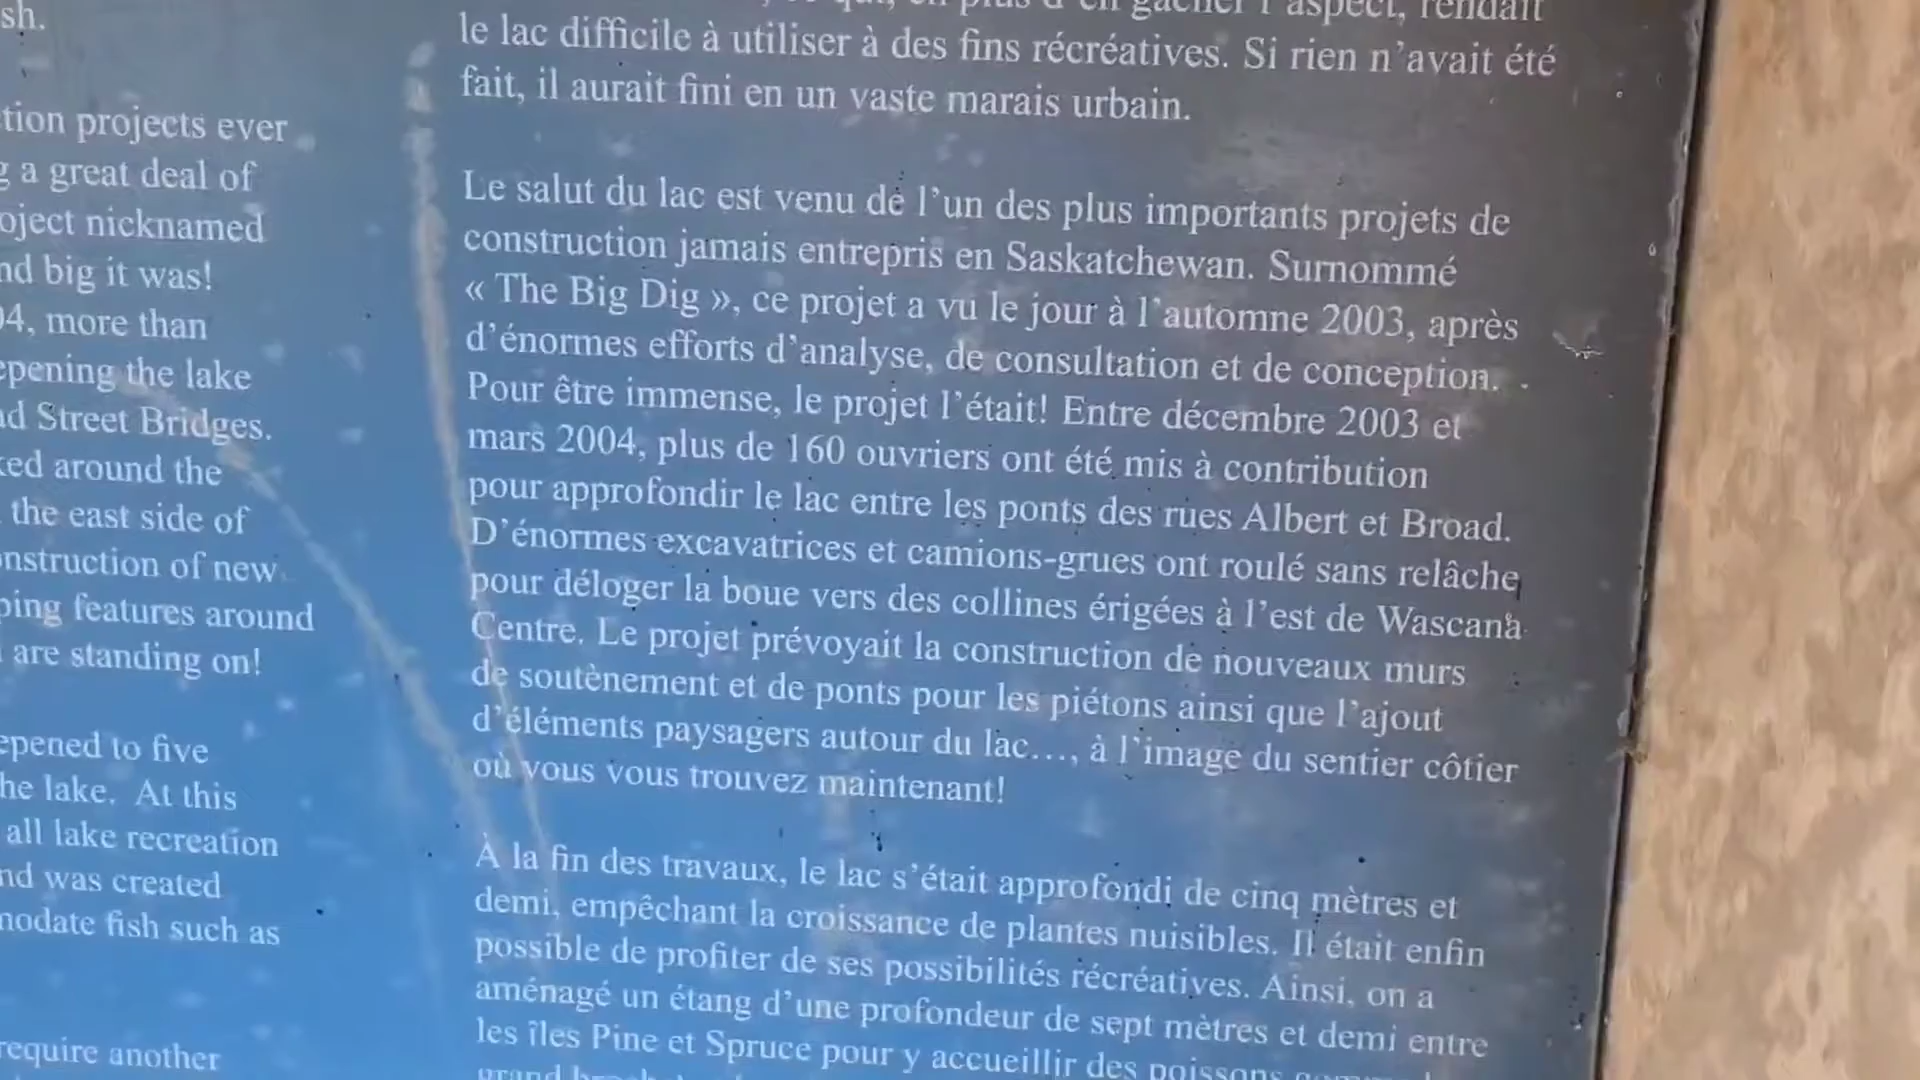 sh.
tion projects ever
g a great deal of
oject nicknamed
nd big it was!
04, more than
epening the lake
ad Street Bridges.
ked around the
the east side of
onstruction of new
ping features around
are standing on!
epened to five
he lake. At this
all lake recreation
nd was created
modate fish such as
require another
en plus d'en gâcher l'aspect, rendait
le lac difficile à utiliser à des fins récréatives. Si rien n'avait été
fait, il aurait fini en un vaste marais urbain.
Le salut du lac est venu de l'un des plus importants projets de
construction jamais entrepris en Saskatchewan. Surnommé
« The Big Dig », ce projet a vu le jour à l'automne 2003, après
d'énormes efforts d'analyse, de consultation et de conception.
Pour être immense, le projet l'était! Entre décembre 2003 et
mars 2004, plus de 160 ouvriers ont été mis à contribution
pour approfondir le lac entre les ponts des rues Albert et Broad.
D'énormes excavatrices et camions-grues ont roulé sans relâche
pour déloger la boue vers des collines érigées à l'est de Wascana
Centre. Le projet prévoyait la construction de nouveaux murs
de soutènement et de ponts pour les piétons ainsi que l'ajout
d'éléments paysagers autour du lac…, à l'image du sentier côtier
où vous vous trouvez maintenant!
À la fin des travaux, le lac s'était approfondi de cinq mètres et
demi, empêchant la croissance de plantes nuisibles. Il était enfin
possible de profiter de ses possibilités récréatives. Ainsi, on a
aménagé un étang d'une profondeur de sept mètres et demi entre
les îles Pine et Spruce pour y accueillir des poissons
grand